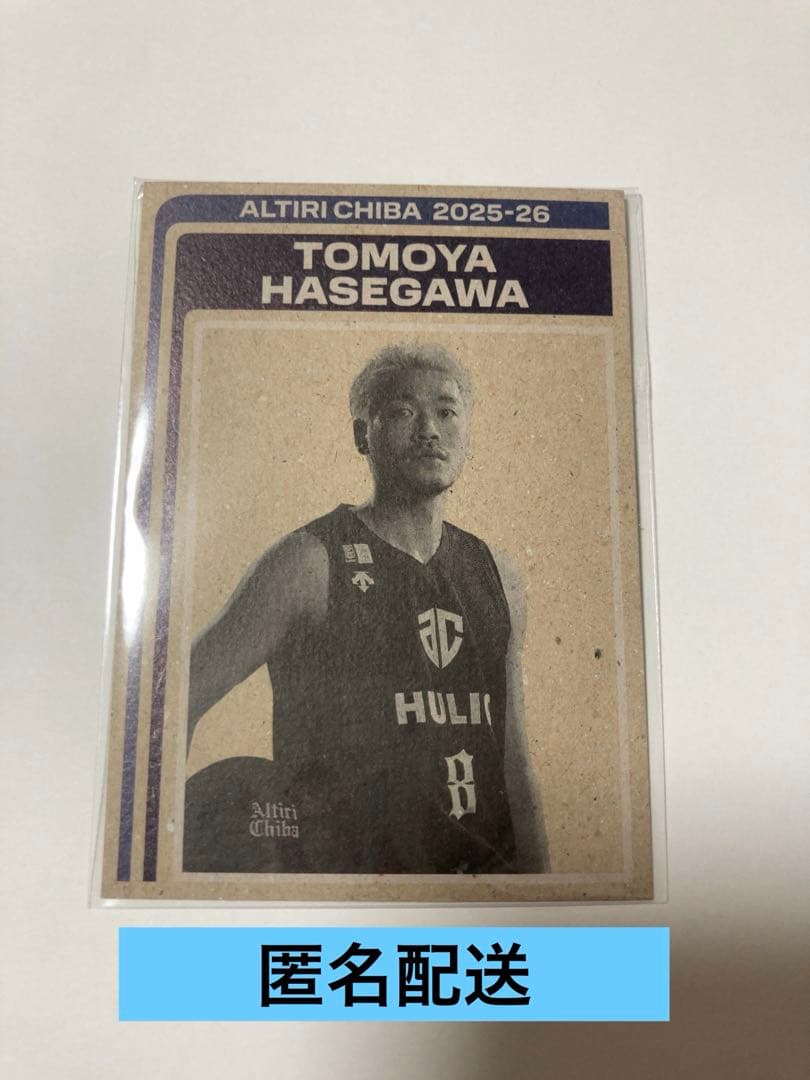 ALTIRI CHIBA 2025-26
TOMOYA
HASEGAWA
HULIC
8
Altiri
Chiba
匿名配送